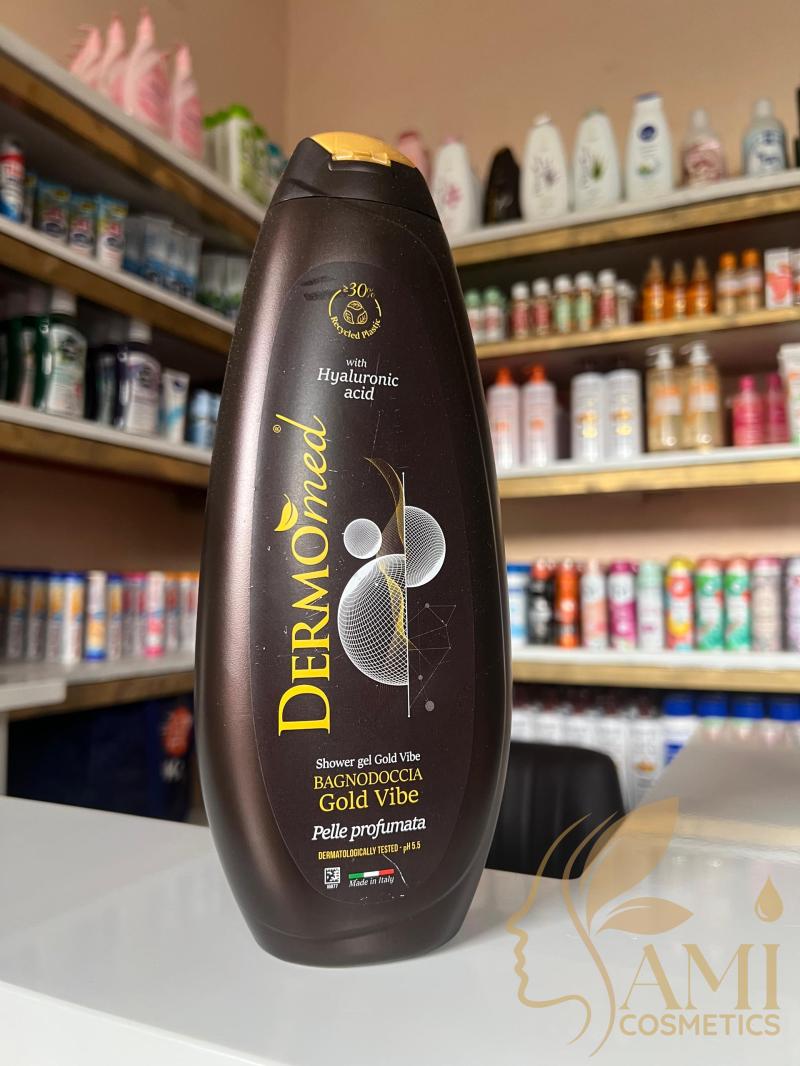 ≥30%
Recycled Plastic
with
Hyaluronic
acid
DERMOmed®
Shower gel Gold Vibe
BAGNODOCCIA
Gold Vibe
Pelle profumata
DERMATOLOGICALLY TESTED - pH 5.5
Made in Italy
SAMI
COSMETICS